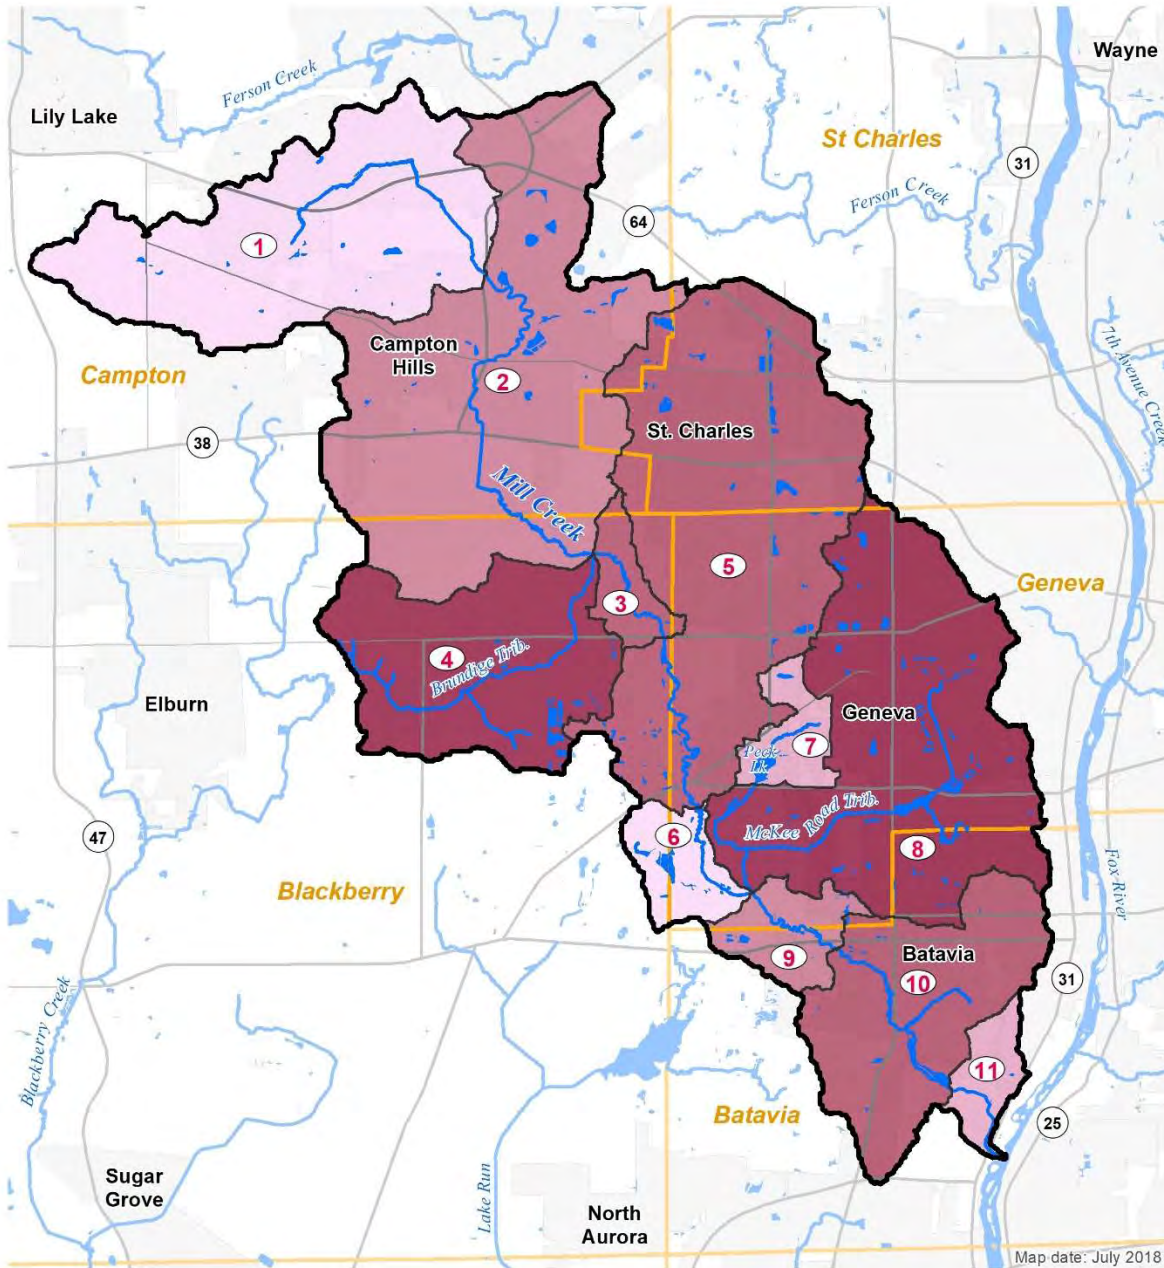 Wayne
Ferson Creek
Lily Lake
St Charles
31
Ferson Creek
64
1
7th Avenue Creek
Campton
Hills
Campton
2
St. Charles
38
Mill Creek
5
Geneva
3
4
Brundige Trib.
Elburn
Geneva
7
Peck
Lk
McKee Road Trib.
47
6
8
Blackberry
Fox River
9
Batavia
10
31
Blackberry Creek
11
Batavia
25
Sugar
Grove
Lake Run
North
Aurora
Map date: July 2018